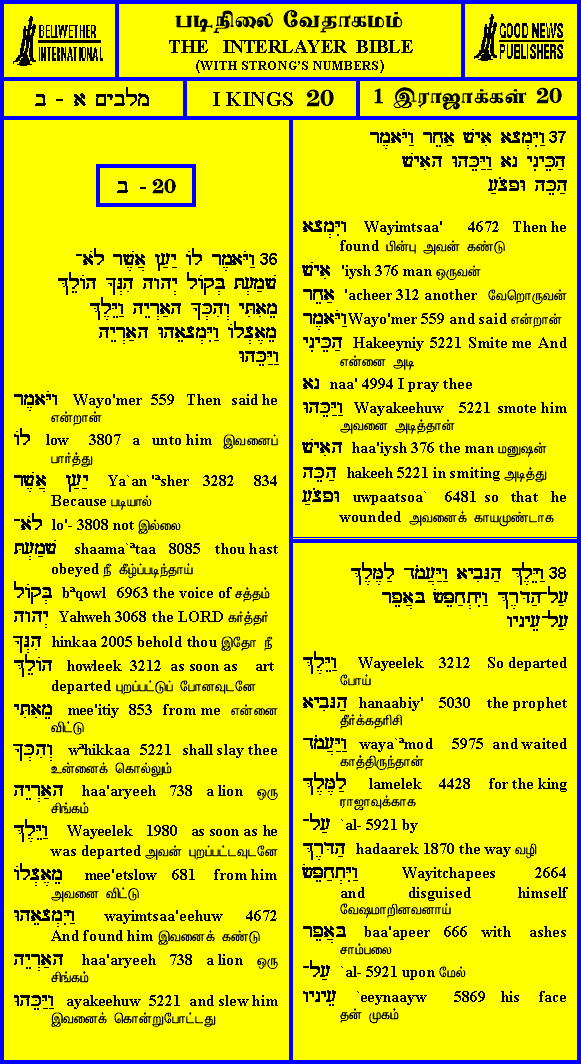 BELLWETHER
INTERNATIONAL
படிநிலை வேதாகமம்
THE INTERLAYER BIBLE
(WITH STRONG'S NUMBERS)
GOOD NEWS
PUBLISHERS
מלבים א - ב
I KINGS 20
1 இராஜாக்கள் 20
ב - 20
36 וַיֹּאמֶר לוֹ יַעַן אֲשֶׁר לֹא־
שָׁמַעְתָּ בְּקוֹל יְהוָה הִנְּךָ הוֹלֵךְ
מֵאִתִּי וְהִכְּךָ הָאַרְיֵה וַיֵּלֶךְ
מֵאֶצְלוֹ וַיִּמְצָאֵהוּ הָאַרְיֵה
וַיַּכֵּהוּ
וֹיֹּאמֶר Wayo'mer 559 Then said he
என்றான்
לוֹ low 3807 a unto him இவனைப்
பார்த்து
יַעַן אֲשֶׁר Ya`an 'ªsher 3282 834
Because படியால்
לֹא־ lo'- 3808 not இல்லை
שָׁמַעְתָּ shaama`ªtaa 8085 thou hast
obeyed நீ கீழ்ப்படிந்தாய்
בְּקוֹל bªqowl 6963 the voice of சத்தம்
יְהוָה Yahweh 3068 the LORD கர்த்தர்
הִנְּךָ hinkaa 2005 behold thou இதோ நீ
הוֹלֵךְ howleek 3212 as soon as art
departed புறப்பட்டுப் போனவுடனே
מֵאִתִּי mee'itiy 853 from me என்னை
விட்டு
וְהִכְּךָ wªhikkaa 5221 shall slay thee
உன்னைக் கொல்லும்
הָאַרְיֵה haa'aryeeh 738 a lion ஒரு
சிங்கம்
וַיֵּלֶךְ Wayeelek 1980 as soon as he
was departed அவன் புறப்பட்டவுடனே
מֵאֶצְלוֹ mee'etslow 681 from him
அவனை விட்டு
וַיִּמְצָאֵהוּ wayimtsaa'eehuw 4672
And found him இவனைக் கண்டு
הָאַרְיֵה haa'aryeeh 738 a lion ஒரு
சிங்கம்
וַיַּכֵּהוּ ayakeehuw 5221 and slew him
இவனைக் கொன்றுபோட்டது
37 וַיִּמְצָא אִישׁ אַחֵר וַיֹּאמֶר
הַכֵּינִי נָא וַיַּכֵּהוּ הָאִישׁ
הַכֵּה וּפָצֹעַ
וַיִּמְצָא Wayimtsaa' 4672 Then he
found பின்பு அவன் கண்டு
אִישׁ 'iysh 376 man ஒருவன்
אַחֵר 'acheer 312 another வேறொருவன்
וַיֹּאמֶר Wayo'mer 559 and said என்றான்
הַכֵּינִי Hakeeyniy 5221 Smite me And
என்னை அடி
נָא naa' 4994 I pray thee
וַיַּכֵּהוּ Wayakeehuw 5221 smote him
அவனை அடித்தான்
הָאִישׁ haa'iysh 376 the man மனுஷன்
הַכֵּה hakeeh 5221 in smiting அடித்து
וּפָצֹעַ uwpaatsoa` 6481 so that he
wounded அவனைக் காயமுண்டாக
38 וַיֵּלֶךְ הַנָּבִיא וַיַּעֲמֹד לַמֶּלֶךְ
עַל־הַדֶּרֶךְ וַיִּתְחַפֵּשׂ בָּאֲפֵר
עַל־עֵינָיו
וַיֵּלֶךְ Wayeelek 3212 So departed
போய்
הַנָּבִיא hanaabiy' 5030 the prophet
தீர்க்கதரிசி
וַיַּעֲמֹד waya`ªmod 5975 and waited
காத்திருந்தான்
לַמֶּלֶךְ lamelek 4428 for the king
ராஜாவுக்காக
עַל־ `al- 5921 by
הַדֶּרֶךְ hadaarek 1870 the way வழி
וַיִּתְחַפֵּשׂ Wayitchapees 2664
and disguised himself
வேஷமாறினவனாய்
בָּאֲפֵר baa'apeer 666 with ashes
சாம்பலை
עַל־ `al- 5921 upon மேல்
עֵינָיו `eeynaayw 5869 his face
தன் முகம்